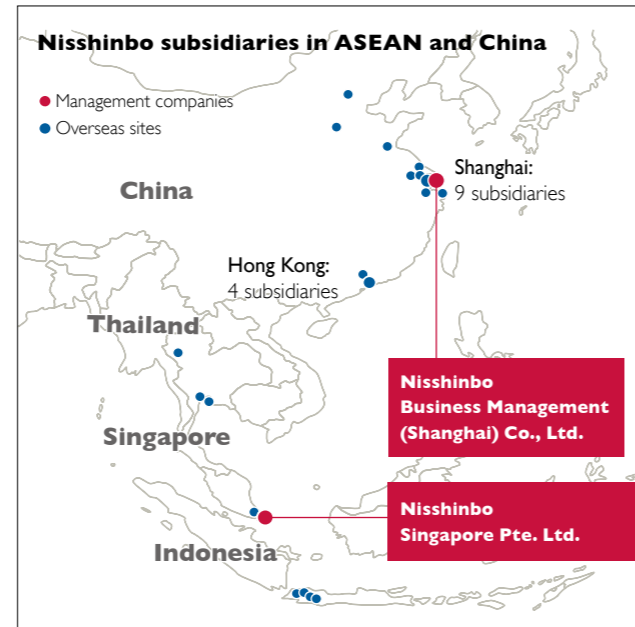 Nisshinbo subsidiaries in ASEAN and China
Management companies
Overseas sites
Shanghai:
9 subsidiaries
China
Hong Kong:
4 subsidiaries
Thailand
Nisshinbo
Business Management
(Shanghai) Co., Ltd.
Singapore
Nisshinbo
Singapore Pte. Ltd.
Indonesia